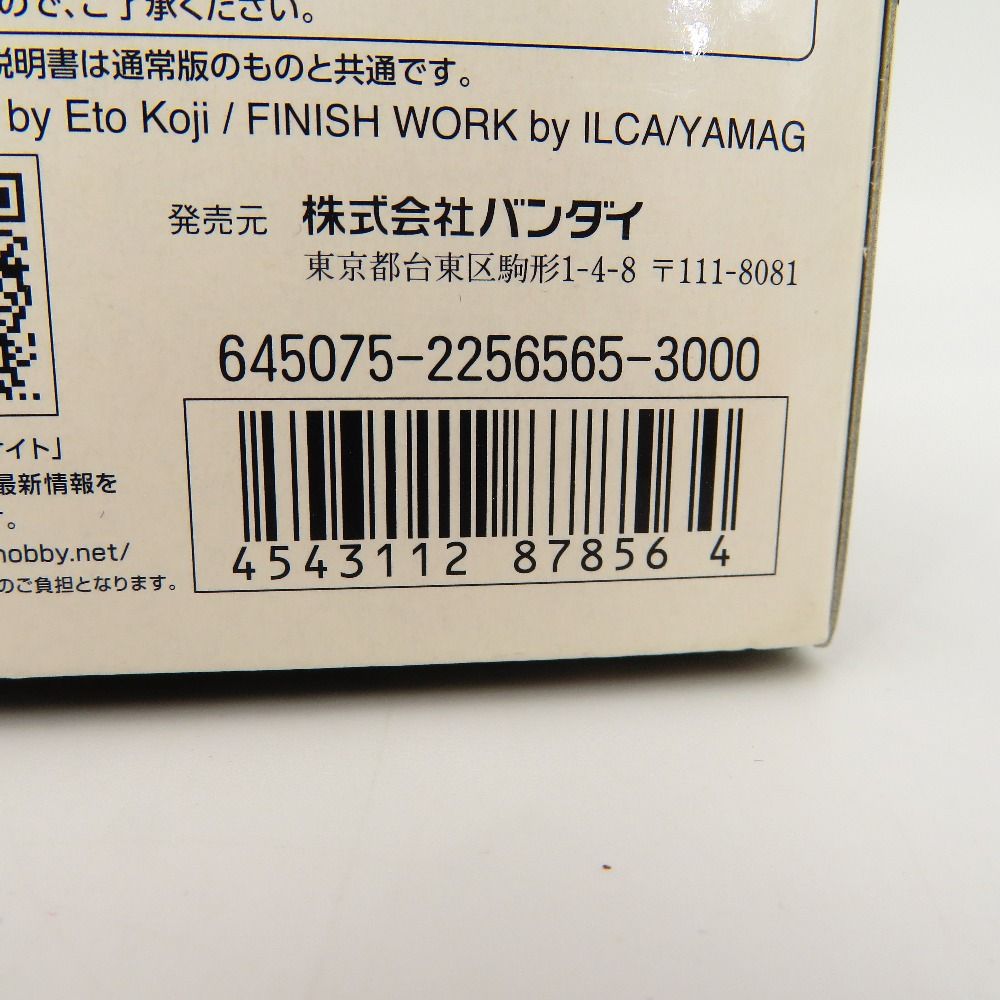 ので、ご了承ください。
説明書は通常版のものと共通です。
by Eto Koji / FINISH WORK by ILCA/YAMAG
発売元 株式会社バンダイ
東京都台東区駒形1-4-8 〒111-8081
645075-2256565-3000
サイト」
最新情報を
す。
hobby.net/
のご負担となります。
4543112 87856 4